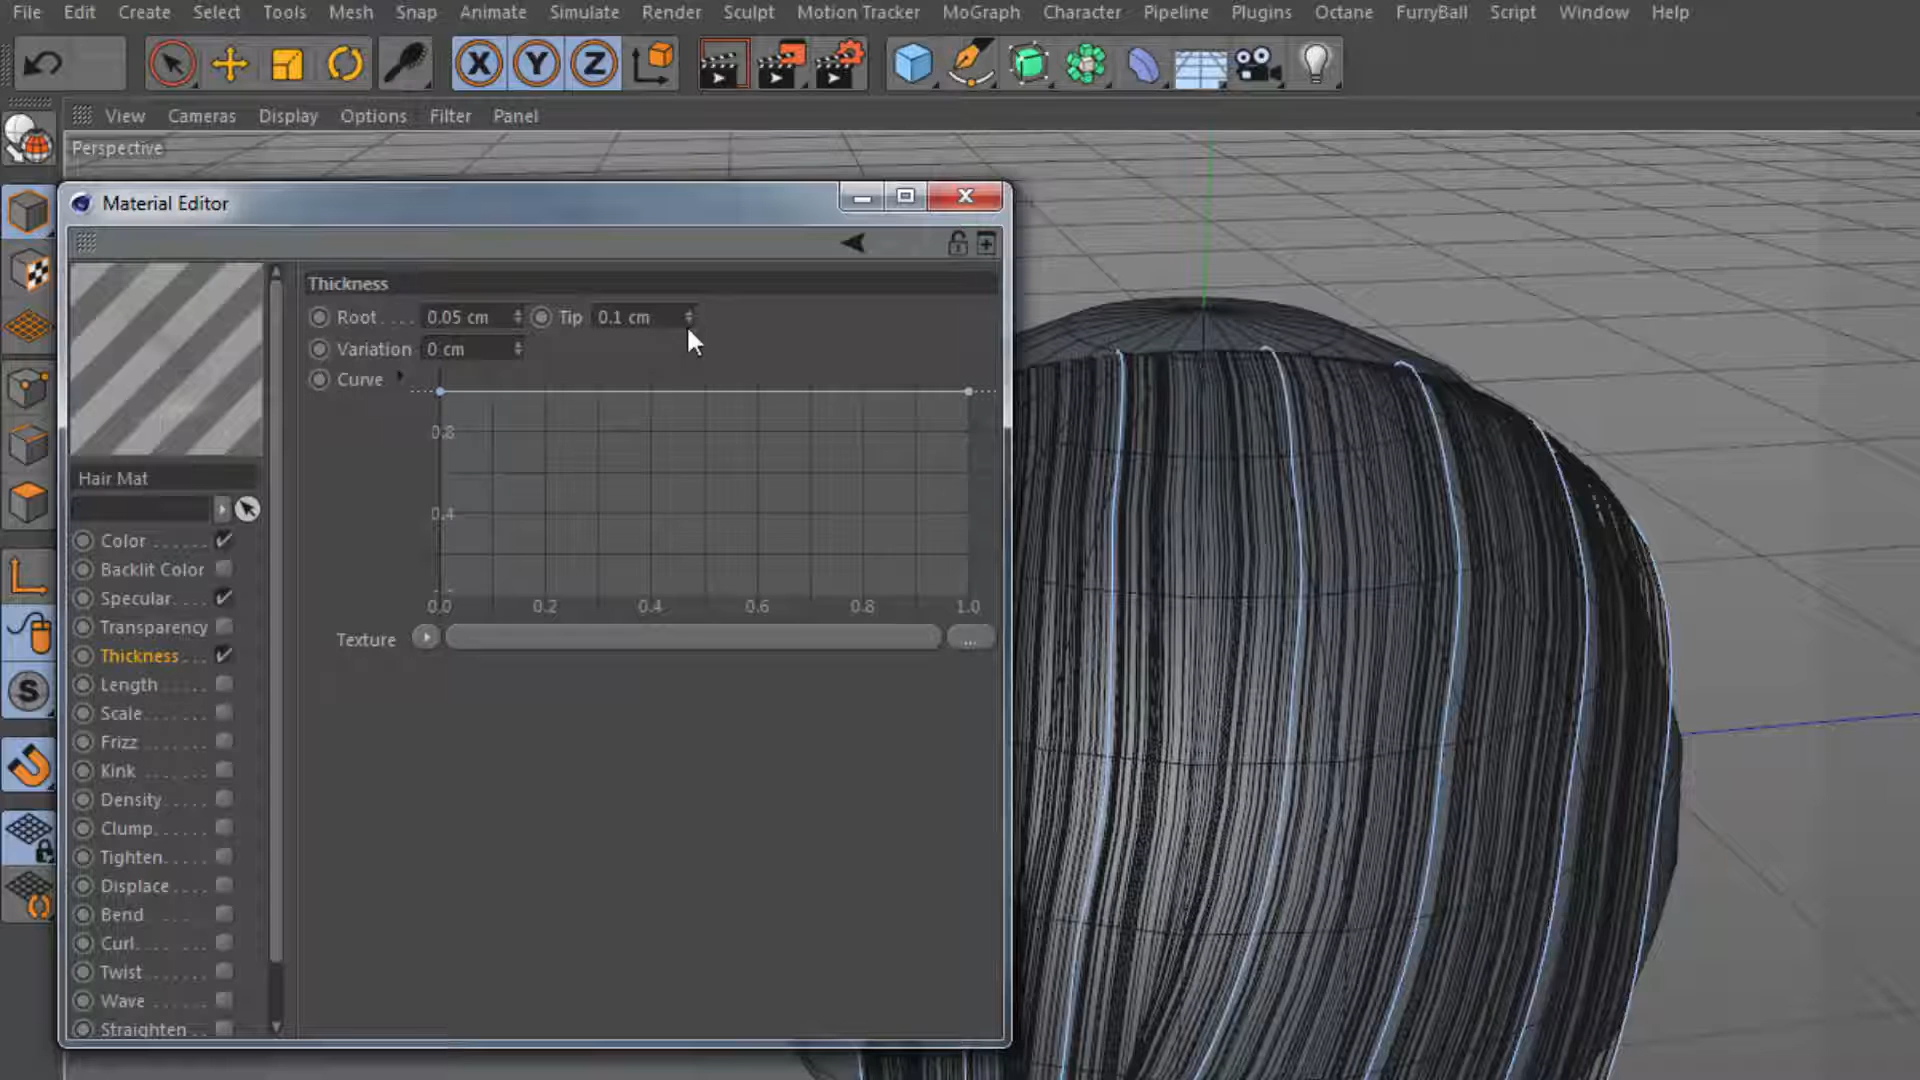 File Edit Create Select Tools Mesh Snap Animate Simulate Render Sculpt Motion Tracker MoGraph Character Pipeline Plugins Octane FurryBall Script Window Help
X Y Z
View Cameras Display Options Filter Panel
Perspective
Material Editor
Thickness
Root.... 0.05 cm Tip 0.1 cm
Variation 0 cm
Curve
0.8
0.4
0.0 0.2 0.4 0.6 0.8 1.0
Texture ...
Hair Mat
Color ......
Backlit Color
Specular.....
Transparency
Thickness...
Length .....
Scale.......
Frizz ......
Kink ......
Density.....
Clump......
Tighten.....
Displace....
Bend ......
Curl.......
Twist ......
Wave ......
Straighten ..
S